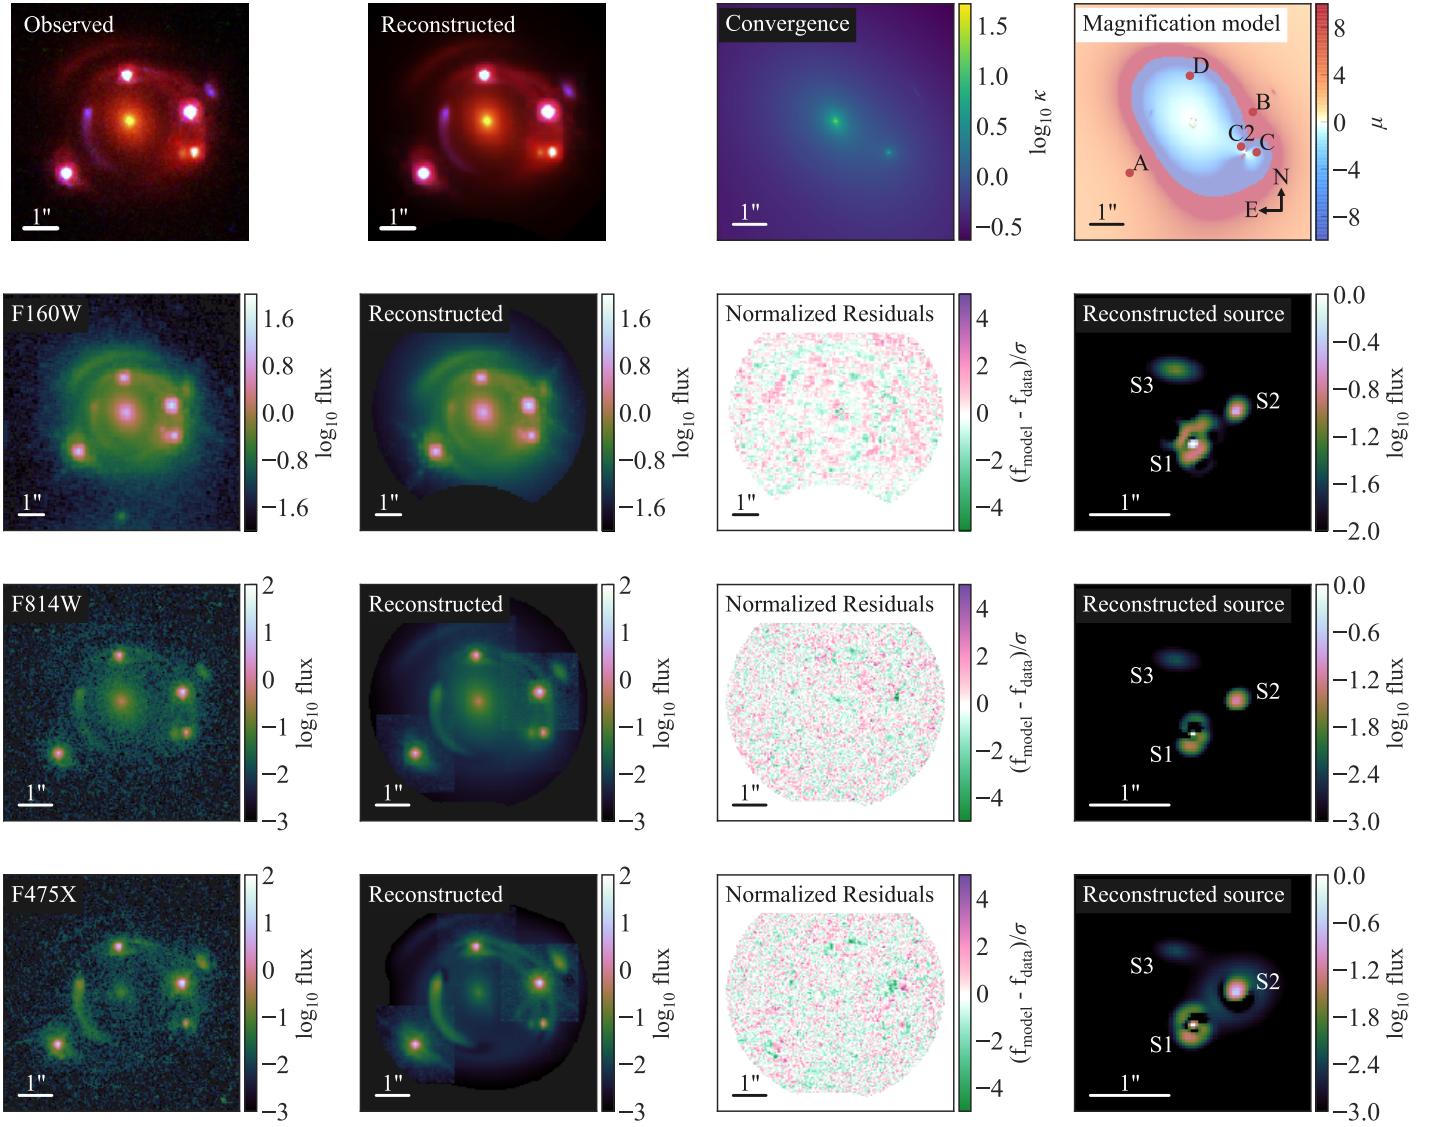 Observed
1"
Reconstructed
1"
Convergence
1"
1.5
1.0
0.5
0.0
−0.5
log10 κ
Magnification model
D
B
C2
C
A
N
E
1"
8
4
0
−4
−8
μ
F160W
1"
1.6
0.8
0.0
−0.8
−1.6
log10 flux
Reconstructed
1"
1.6
0.8
0.0
−0.8
−1.6
log10 flux
Normalized Residuals
1"
4
2
0
−2
−4
(fmodel - fdata)/σ
Reconstructed source
S3
S2
S1
1"
0.0
−0.4
−0.8
−1.2
−1.6
−2.0
log10 flux
F814W
1"
2
1
0
−1
−2
−3
log10 flux
Reconstructed
1"
2
1
0
−1
−2
−3
log10 flux
Normalized Residuals
1"
4
2
0
−2
−4
(fmodel - fdata)/σ
Reconstructed source
S3
S2
S1
1"
0.0
−0.6
−1.2
−1.8
−2.4
−3.0
log10 flux
F475X
1"
2
1
0
−1
−2
−3
log10 flux
Reconstructed
1"
2
1
0
−1
−2
−3
log10 flux
Normalized Residuals
1"
4
2
0
−2
−4
(fmodel - fdata)/σ
Reconstructed source
S3
S2
S1
1"
0.0
−0.6
−1.2
−1.8
−2.4
−3.0
log10 flux